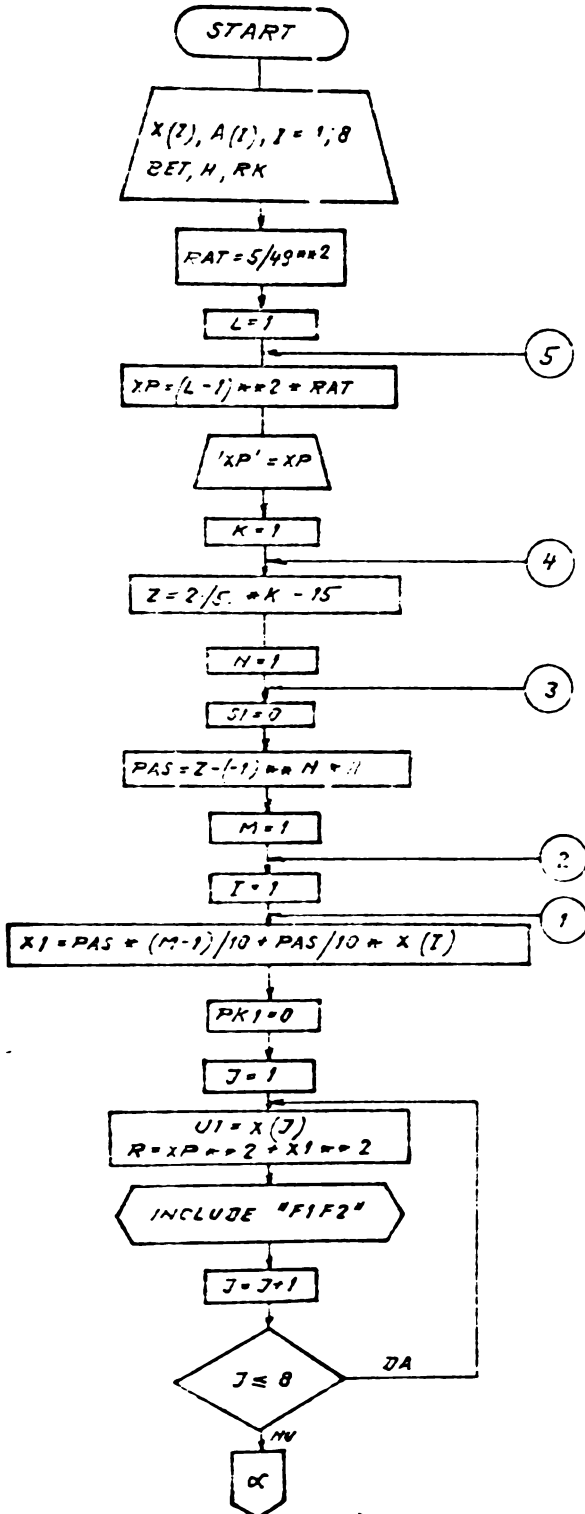 START
X(I), A(I), I = 1, 8
BET, H, RK
RAT = 5/49**2
L = 1
5
XP = (L - 1) ** 2 * RAT
'XP' = XP
K = 1
4
Z = 2/5. * K - 15
N = 1
3
S1 = 0
PAS = Z - (-1) ** N * H
M = 1
2
I = 1
1
X1 = PAS * (M-1)/10 + PAS/10 * X(I)
PK1 = 0
J = 1
U1 = X(J)
R = XP ** 2 + X1 ** 2
INCLUDE "F1F2"
J = J+1
J ≤ 8
DA
NU
α